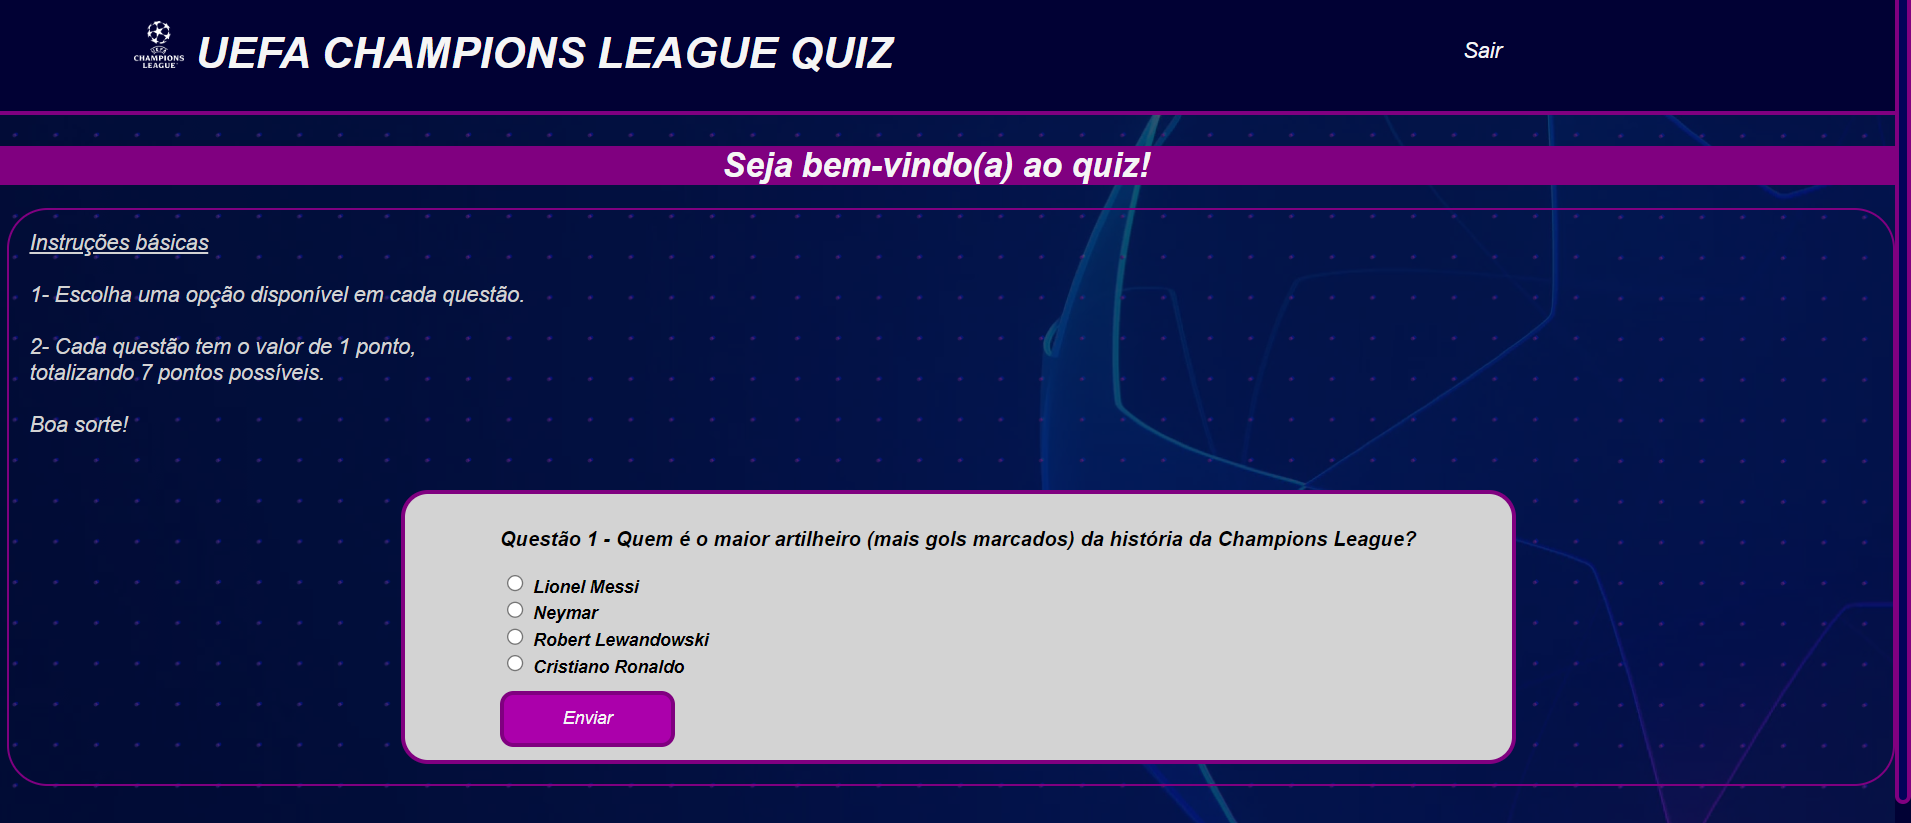 UEFA
CHAMPIONS
LEAGUE
UEFA CHAMPIONS LEAGUE QUIZ
Sair
Seja bem-vindo(a) ao quiz!
Instruções básicas
1- Escolha uma opção disponível em cada questão.
2- Cada questão tem o valor de 1 ponto,
totalizando 7 pontos possíveis.
Boa sorte!
Questão 1 - Quem é o maior artilheiro (mais gols marcados) da história da Champions League?
Lionel Messi
Neymar
Robert Lewandowski
Cristiano Ronaldo
Enviar